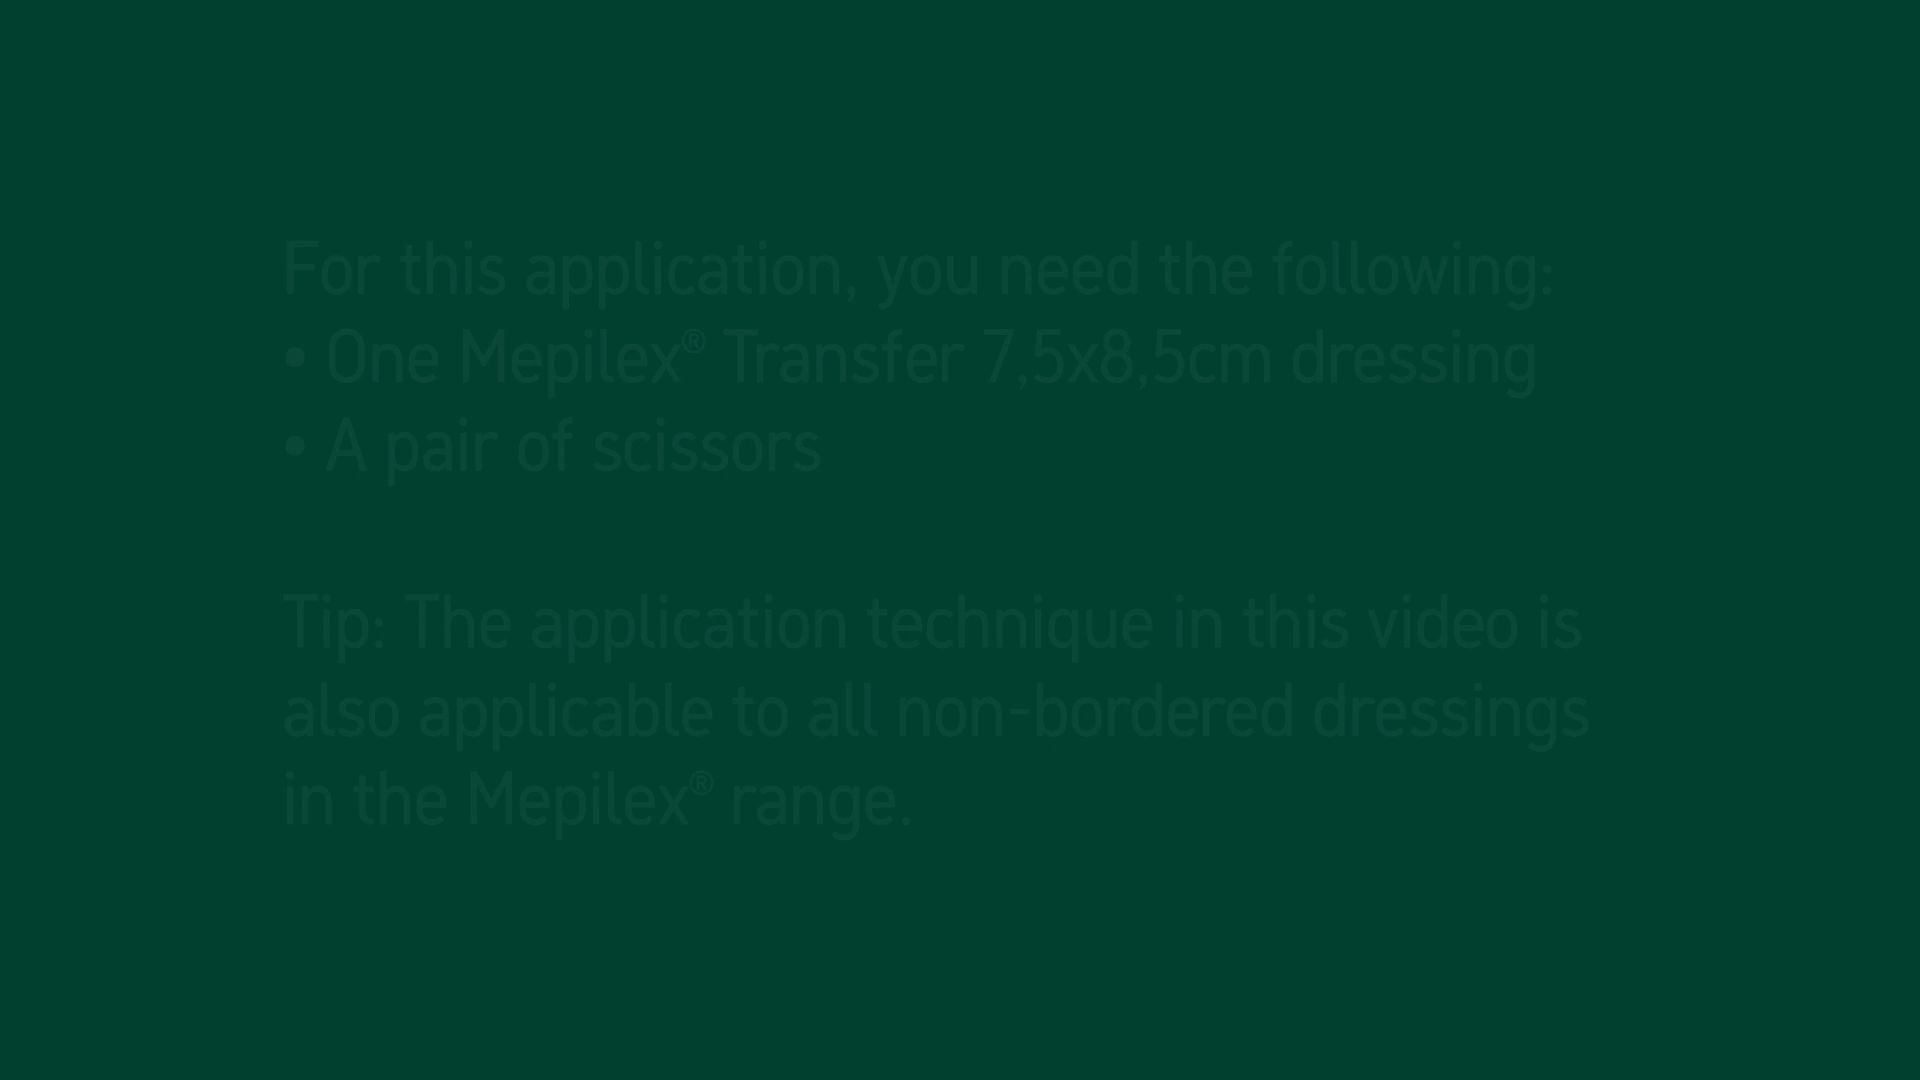 For this application, you need the following:
• One Mepilex® Transfer 7,5x8,5cm dressing
• A pair of scissors
Tip: The application technique in this video is
also applicable to all non-bordered dressings
in the Mepilex® range.